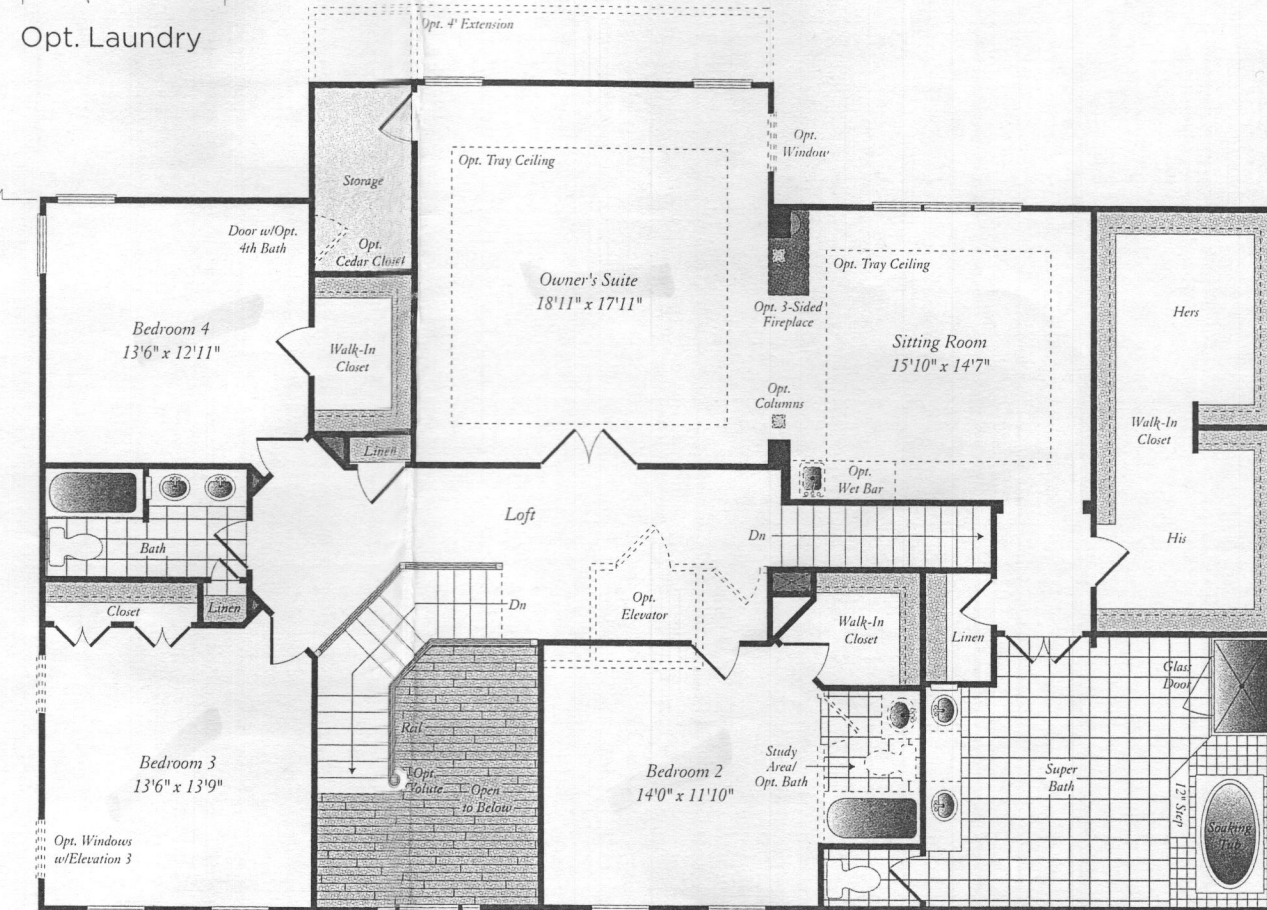 Opt. Laundry
Opt. 4' Extension
Opt.
Window
Opt. Tray Ceiling
Storage
Door w/Opt.
4th Bath
Opt.
Cedar Closet
Owner's Suite
18'11" x 17'11"
Opt. Tray Ceiling
Opt. 3-Sided
Fireplace
Hers
Bedroom 4
13'6" x 12'11"
Walk-In
Closet
Sitting Room
15'10" x 14'7"
Opt.
Columns
Walk-In
Closet
Linen
Opt.
Wet Bar
Loft
Dn
His
Bath
Closet
Linen
Dn
Opt.
Elevator
Walk-In
Closet
Linen
Glass
Door
Rail
Opt.
Volute
Open
to Below
Bedroom 3
13'6" x 13'9"
Bedroom 2
14'0" x 11'10"
Study
Area/
Opt. Bath
Super
Bath
12" Step
Soaking
Tub
Opt. Windows
w/Elevation 3